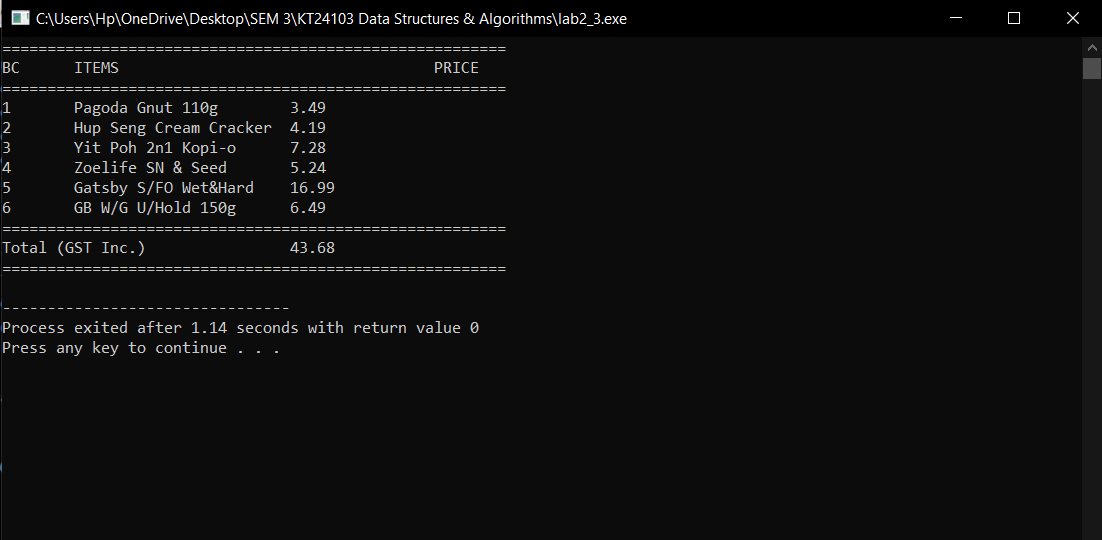 C:\Users\Hp\OneDrive\Desktop\SEM 3\KT24103 Data Structures & Algorithms\lab2_3.exe
========================================================
BC      ITEMS                                   PRICE
========================================================
1       Pagoda Gnut 110g        3.49
2       Hup Seng Cream Cracker  4.19
3       Yit Poh 2n1 Kopi-o      7.28
4       Zoelife SN & Seed       5.24
5       Gatsby S/FO Wet&Hard    16.99
6       GB W/G U/Hold 150g      6.49
========================================================
Total (GST Inc.)                43.68
========================================================

--------------------------------
Process exited after 1.14 seconds with return value 0
Press any key to continue . . .